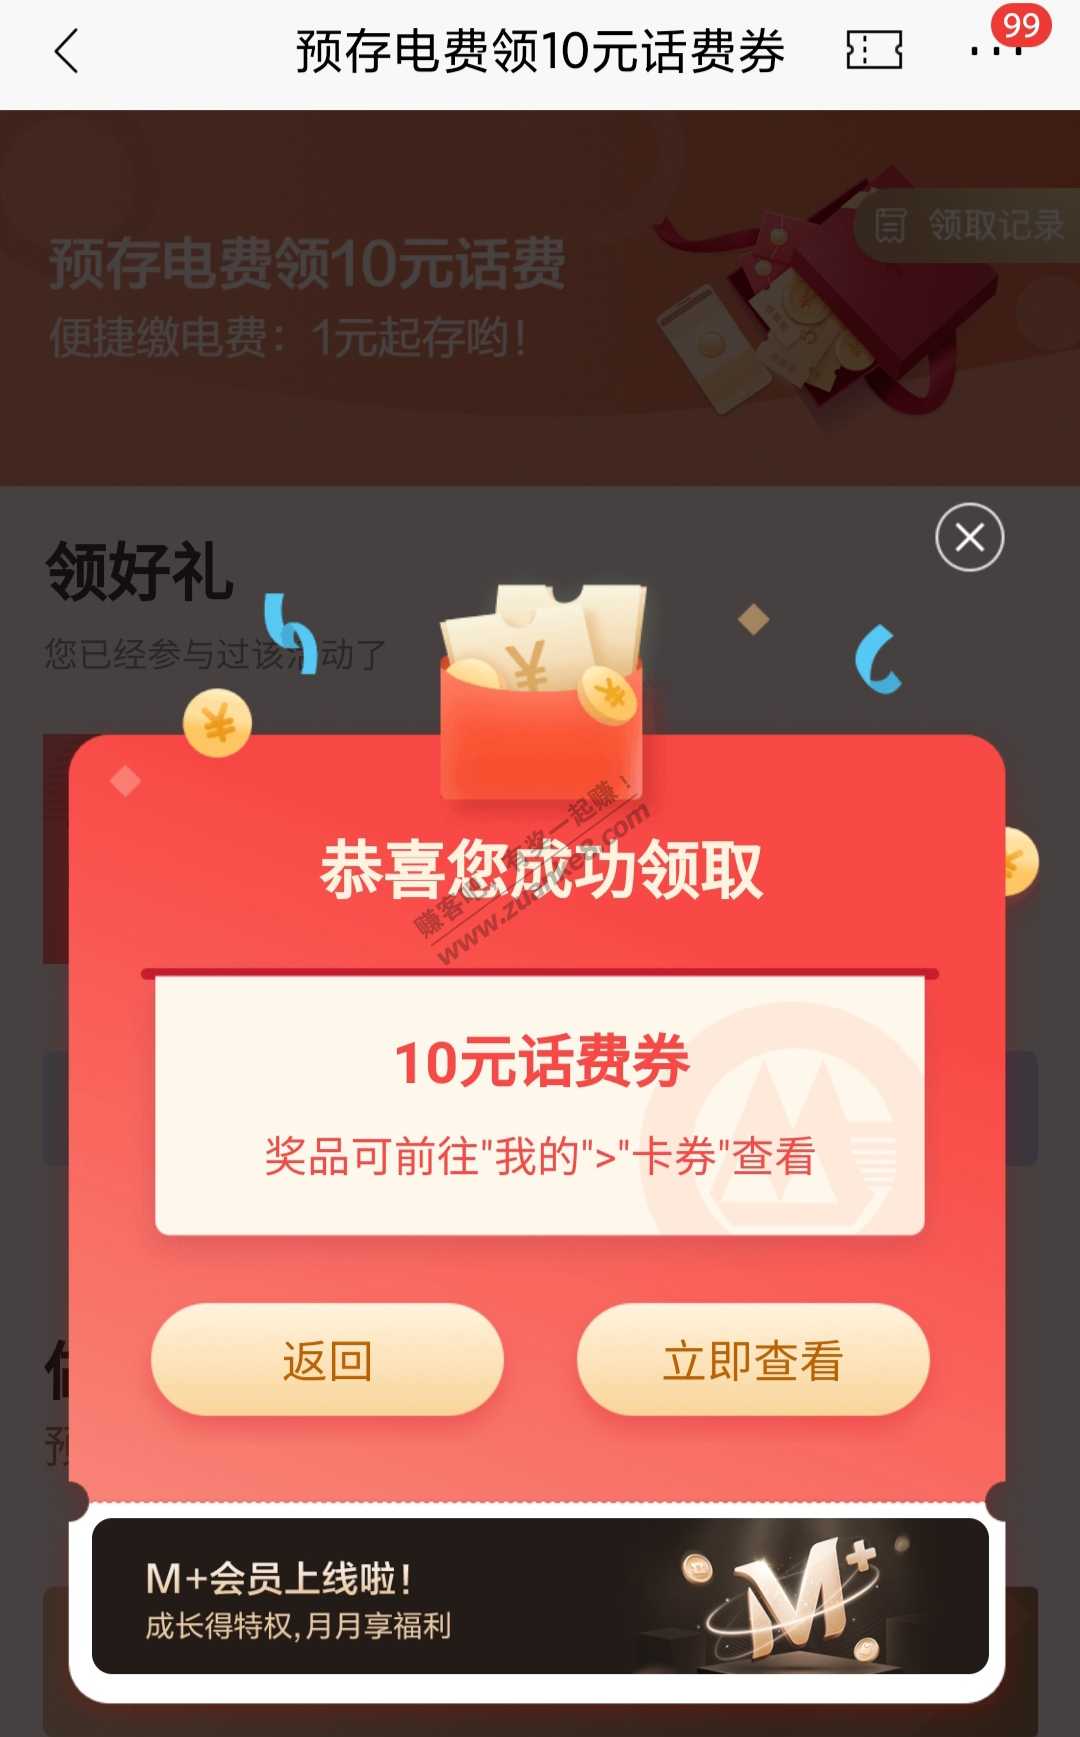 预存电费领10元话费券
99
领取记录
预存电费领10元话费
便捷缴电费：1元起存哟！
领好礼
您已经参与过该活动了
恭喜您成功领取
赚客吧，有奖一起赚！
www.zuanke8.com
10元话费券
奖品可前往"我的">"卡券"查看
返回
立即查看
预
M+会员上线啦！
成长得特权,月月享福利